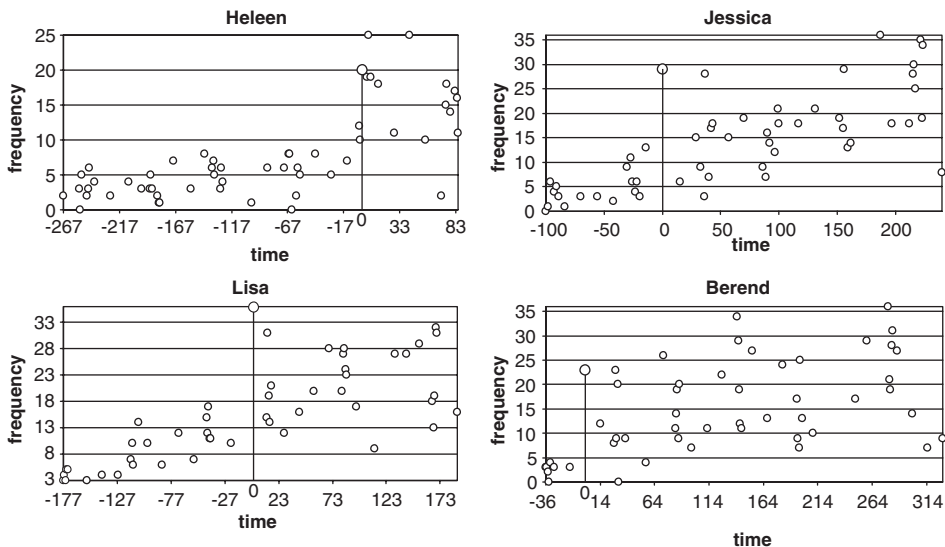 Heleen
frequency
25
20
15
10
5
0
-267 -217 -167 -117 -67 -17 0 33 83
time
Jessica
frequency
35
30
25
20
15
10
5
0
-100 -50 0 50 100 150 200
time
Lisa
frequency
33
28
23
18
13
8
3
-177 -127 -77 -27 0 23 73 123 173
time
Berend
frequency
35
30
25
20
15
10
5
0
-36 0 14 64 114 164 214 264 314
time